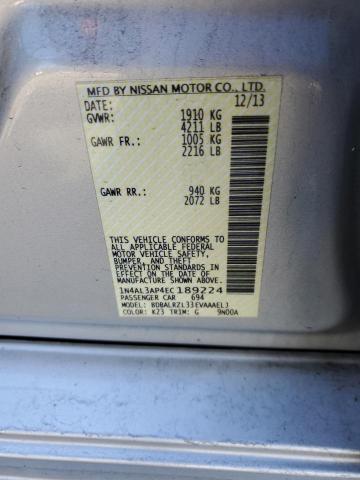 MFD BY NISSAN MOTOR CO., LTD.
DATE: 12/13
GVWR: 1910 KG
4211 LB
GAWR FR.: 1005 KG
2216 LB
GAWR RR.: 940 KG
2072 LB
THIS VEHICLE CONFORMS TO
ALL APPLICABLE FEDERAL
MOTOR VEHICLE SAFETY,
BUMPER, AND THEFT
PREVENTION STANDARDS IN
EFFECT ON THE DATE OF
MANUFACTURE SHOWN ABOVE.
1N4AL3AP4EC189224
PASSENGER CAR 694
MODEL: BDBALRZL33EVAAAELJ
COLOR: K23 TRIM: G 9N00A